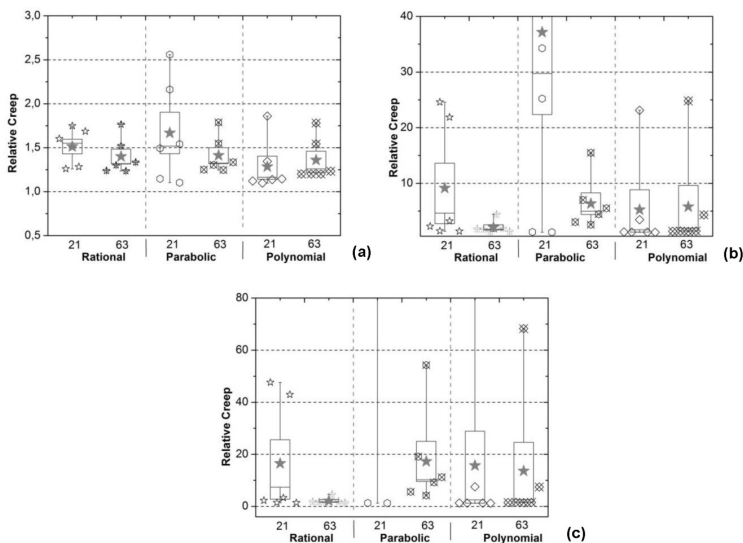 3,0
2,5
2,0
1,5
1,0
0,5
Relative Creep
21 63 21 63 21 63
Rational Parabolic Polynomial
(a)
40
30
20
10
Relative Creep
21 63 21 63 21 63
Rational Parabolic Polynomial
(b)
80
60
40
20
0
Relative Creep
21 63 21 63 21 63
Rational Parabolic Polynomial
(c)